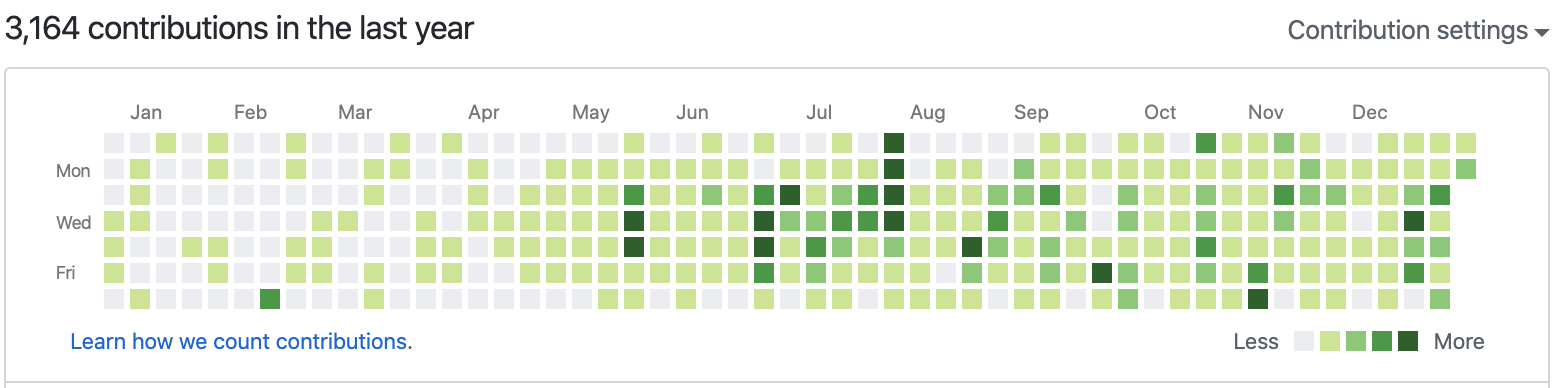 3,164 contributions in the last year
Contribution settings
Jan Feb Mar Apr May Jun Jul Aug Sep Oct Nov Dec
Mon
Wed
Fri
Learn how we count contributions.
Less More